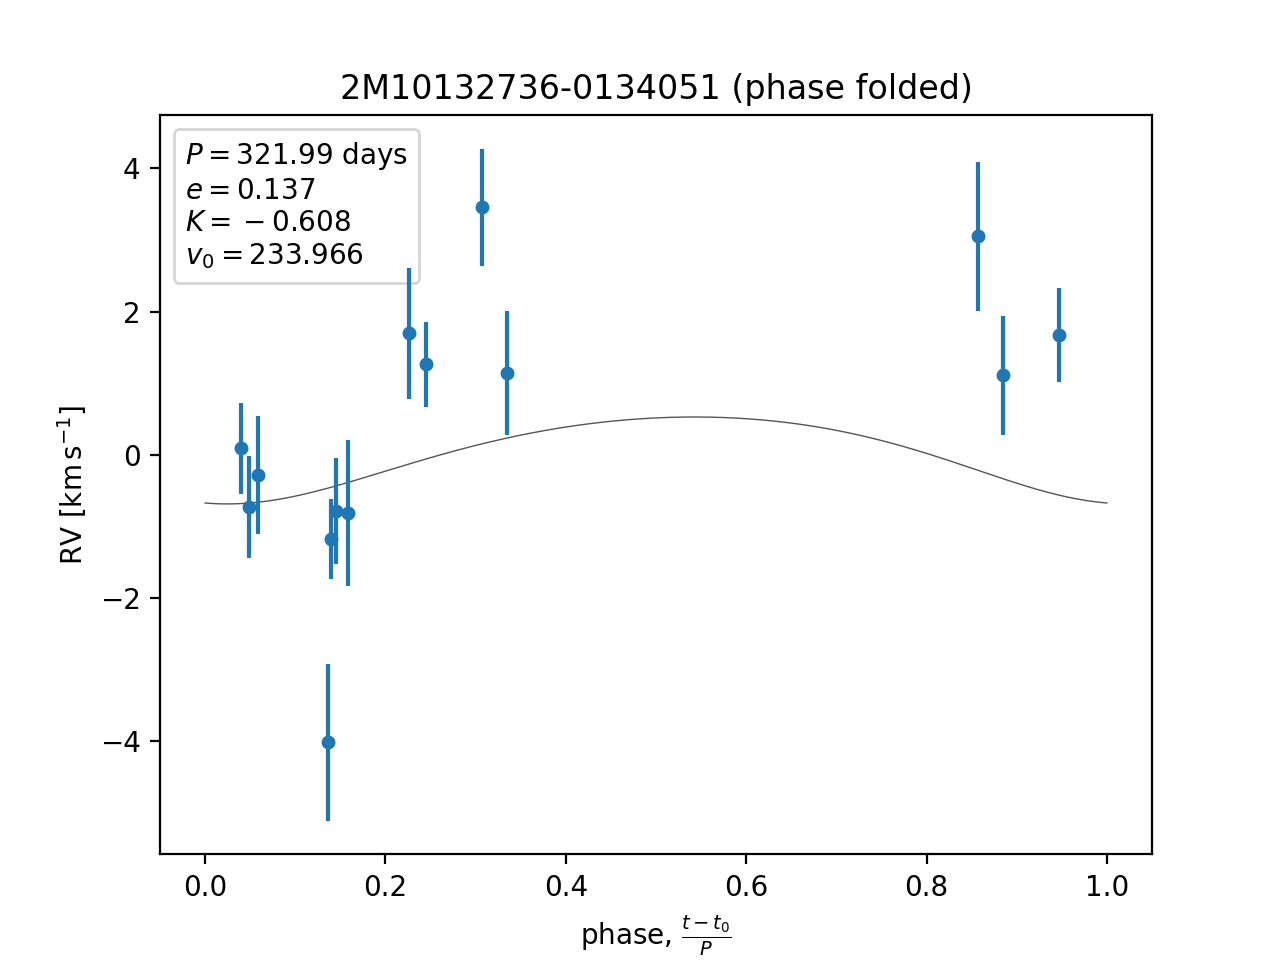 2M10132736-0134051 (phase folded)
P = 321.99 days
e = 0.137
K = −0.608
v₀ = 233.966
4
2
0
−2
−4
RV [km s⁻¹]
0.0 0.2 0.4 0.6 0.8 1.0
phase, (t − t₀)/P